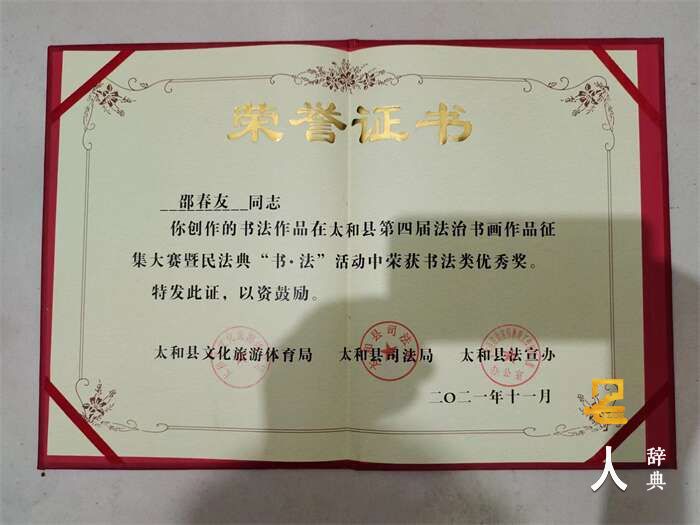 荣誉证书
邵春友 同志
你创作的书法作品在太和县第四届法治书画作品征
集大赛暨民法典“书·法”活动中荣获书法类优秀奖。
特发此证，以资鼓励。
太和县文化旅游体育局 太和县司法局 太和县法宣办
二〇二一年十一月
名人辞典